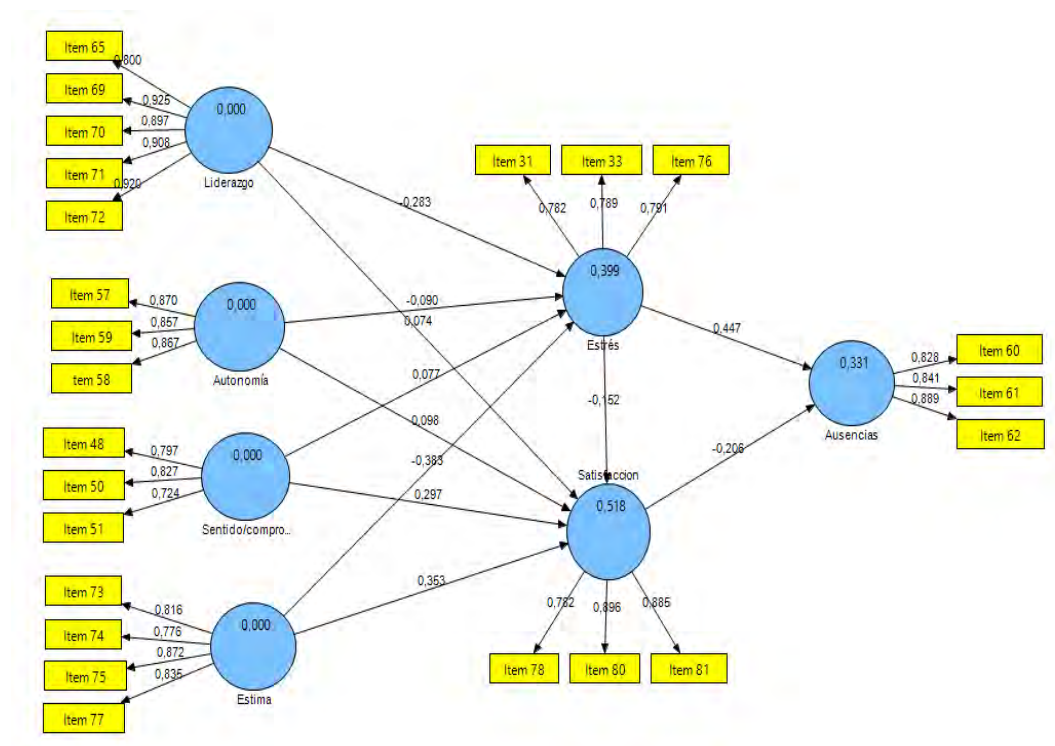 Item 65
Item 69
Item 70
Item 71
Item 72
0,800
0,925
0,897
0,908
0,920
0,000
Liderazgo
Item 57
Item 59
tem 58
0,870
0,857
0,867
0,000
Autonomía
Item 48
Item 50
Item 51
0,797
0,827
0,724
0,000
Sentido/compro..
Item 73
Item 74
Item 75
Item 77
0,816
0,776
0,872
0,835
0,000
Estima
-0,283
0,074
-0,090
0,098
0,077
0,297
-0,383
0,353
Item 31
Item 33
Item 76
0,782
0,789
0,791
0,399
Estrés
-0,152
Satisfaccion
0,518
0,782
0,896
0,885
Item 78
Item 80
Item 81
0,447
-0,206
0,331
Ausencias
0,828
0,841
0,889
Item 60
Item 61
Item 62